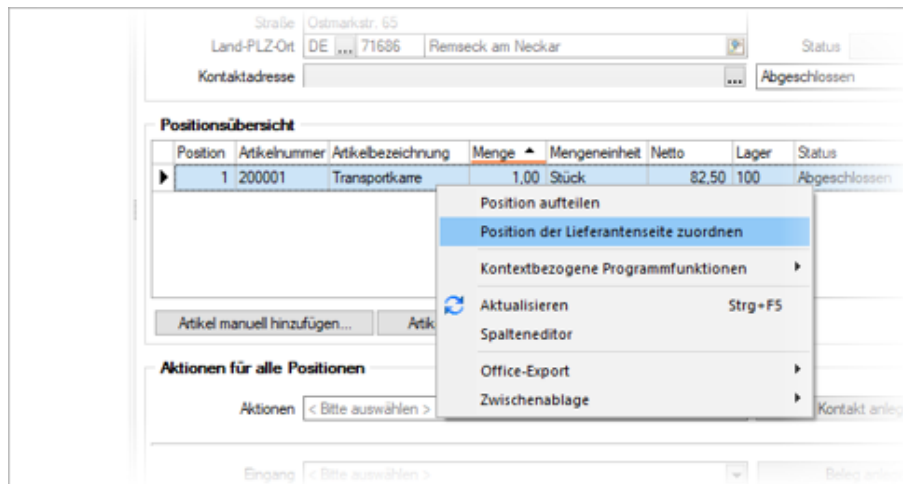 Straße Ostmarkstr. 65
Land-PLZ-Ort DE ... 71686 Remseck am Neckar Status
Kontaktadresse ... Abgeschlossen
Positionsübersicht
Position Artikelnummer Artikelbezeichnung Menge Mengeneinheit Netto Lager Status
1 200001 Transportkarre 1,00 Stück 82,50 100 Abgeschlossen
Position aufteilen
Position der Lieferantenseite zuordnen
Kontextbezogene Programmfunktionen
Aktualisieren Strg+F5
Spalteneditor
Office-Export
Zwischenablage
Artikel manuell hinzufügen... Artik
Aktionen für alle Positionen
Aktionen < Bitte auswählen > Kontakt anleg
Eingang < Bitte auswählen > Beleg anleg